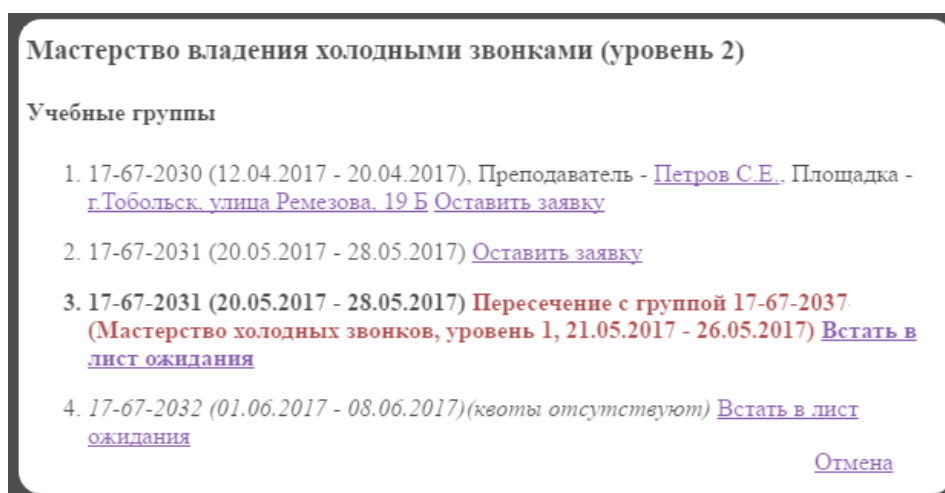 Мастерство владения холодными звонками (уровень 2)
Учебные группы
1. 17-67-2030 (12.04.2017 - 20.04.2017), Преподаватель - Петров С.Е., Площадка -
г.Тобольск, улица Ремезова, 19 Б Оставить заявку
2. 17-67-2031 (20.05.2017 - 28.05.2017) Оставить заявку
3. 17-67-2031 (20.05.2017 - 28.05.2017) Пересечение с группой 17-67-2037
(Мастерство холодных звонков, уровень 1, 21.05.2017 - 26.05.2017) Встать в
лист ожидания
4. 17-67-2032 (01.06.2017 - 08.06.2017)(квоты отсутствуют) Встать в лист
ожидания
Отмена